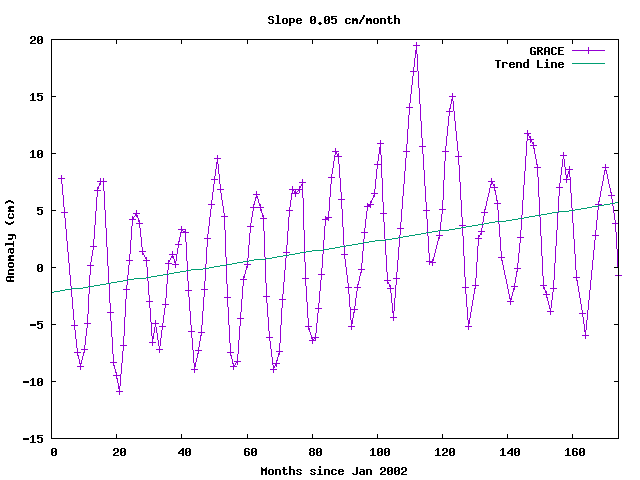 Slope 0.05 cm/month
GRACE
Trend Line
20
15
10
5
0
-5
-10
-15
Anomaly (cm)
0 20 40 60 80 100 120 140 160
Months since Jan 2002